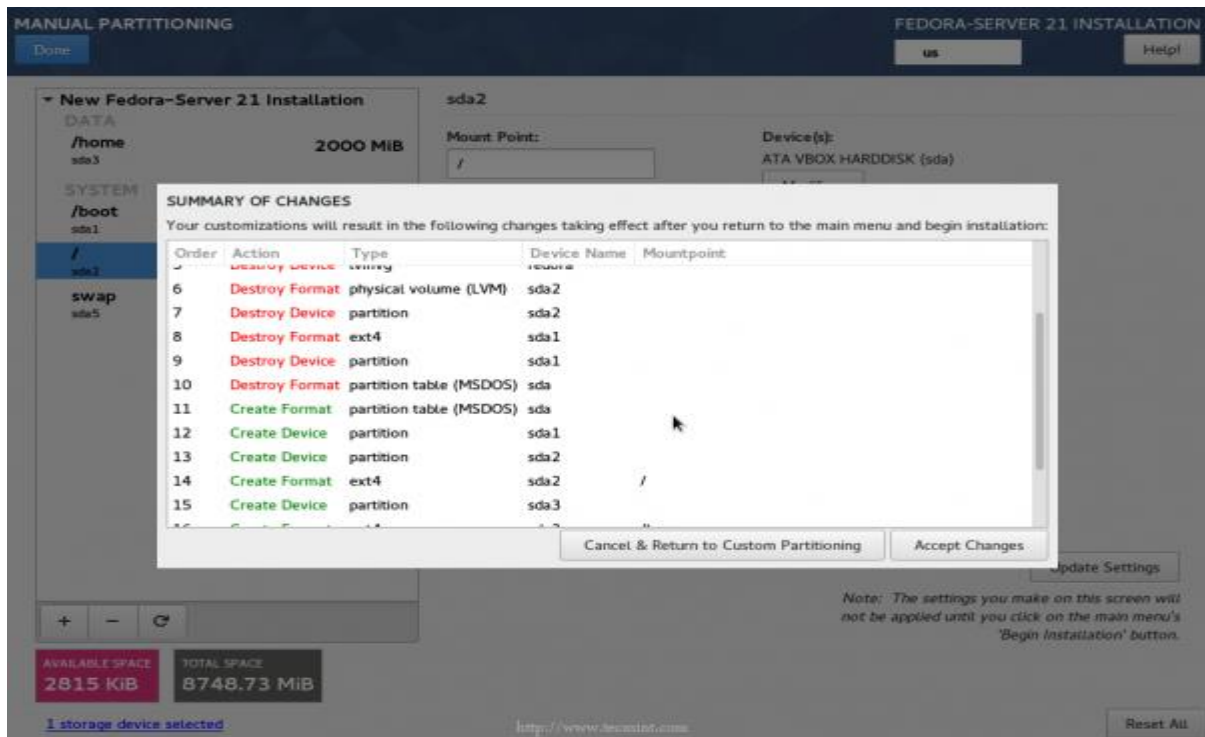 MANUAL PARTITIONING
FEDORA-SERVER 21 INSTALLATION
Done
us
Help!
New Fedora-Server 21 Installation
sda2
DATA
/home
2000 MiB
sda3
Mount Point:
/
Device(s):
ATA VBOX HARDDISK (sda)
SYSTEM
/boot
sda1
/
sda2
swap
sda5
SUMMARY OF CHANGES
Your customizations will result in the following changes taking effect after you return to the main menu and begin installation:
Order Action Type Device Name Mountpoint
5 Destroy Device lvmvg fedora
6 Destroy Format physical volume (LVM) sda2
7 Destroy Device partition sda2
8 Destroy Format ext4 sda1
9 Destroy Device partition sda1
10 Destroy Format partition table (MSDOS) sda
11 Create Format partition table (MSDOS) sda
12 Create Device partition sda1
13 Create Device partition sda2
14 Create Format ext4 sda2 /
15 Create Device partition sda3
Cancel & Return to Custom Partitioning
Accept Changes
Update Settings
Note: The settings you make on this screen will
not be applied until you click on the main menu's
'Begin Installation' button.
+ −
AVAILABLE SPACE
2815 KiB
TOTAL SPACE
8748.73 MiB
1 storage device selected
http://www.tecmint.com
Reset All